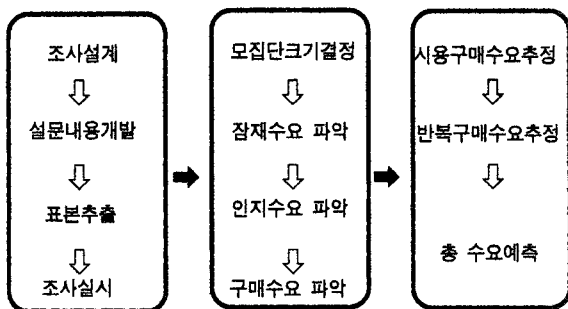 조사설계
설문내용개발
표본추출
조사실시
모집단크기결정
잠재수요 파악
인지수요 파악
구매수요 파악
시용구매수요추정
반복구매수요추정
총 수요예측